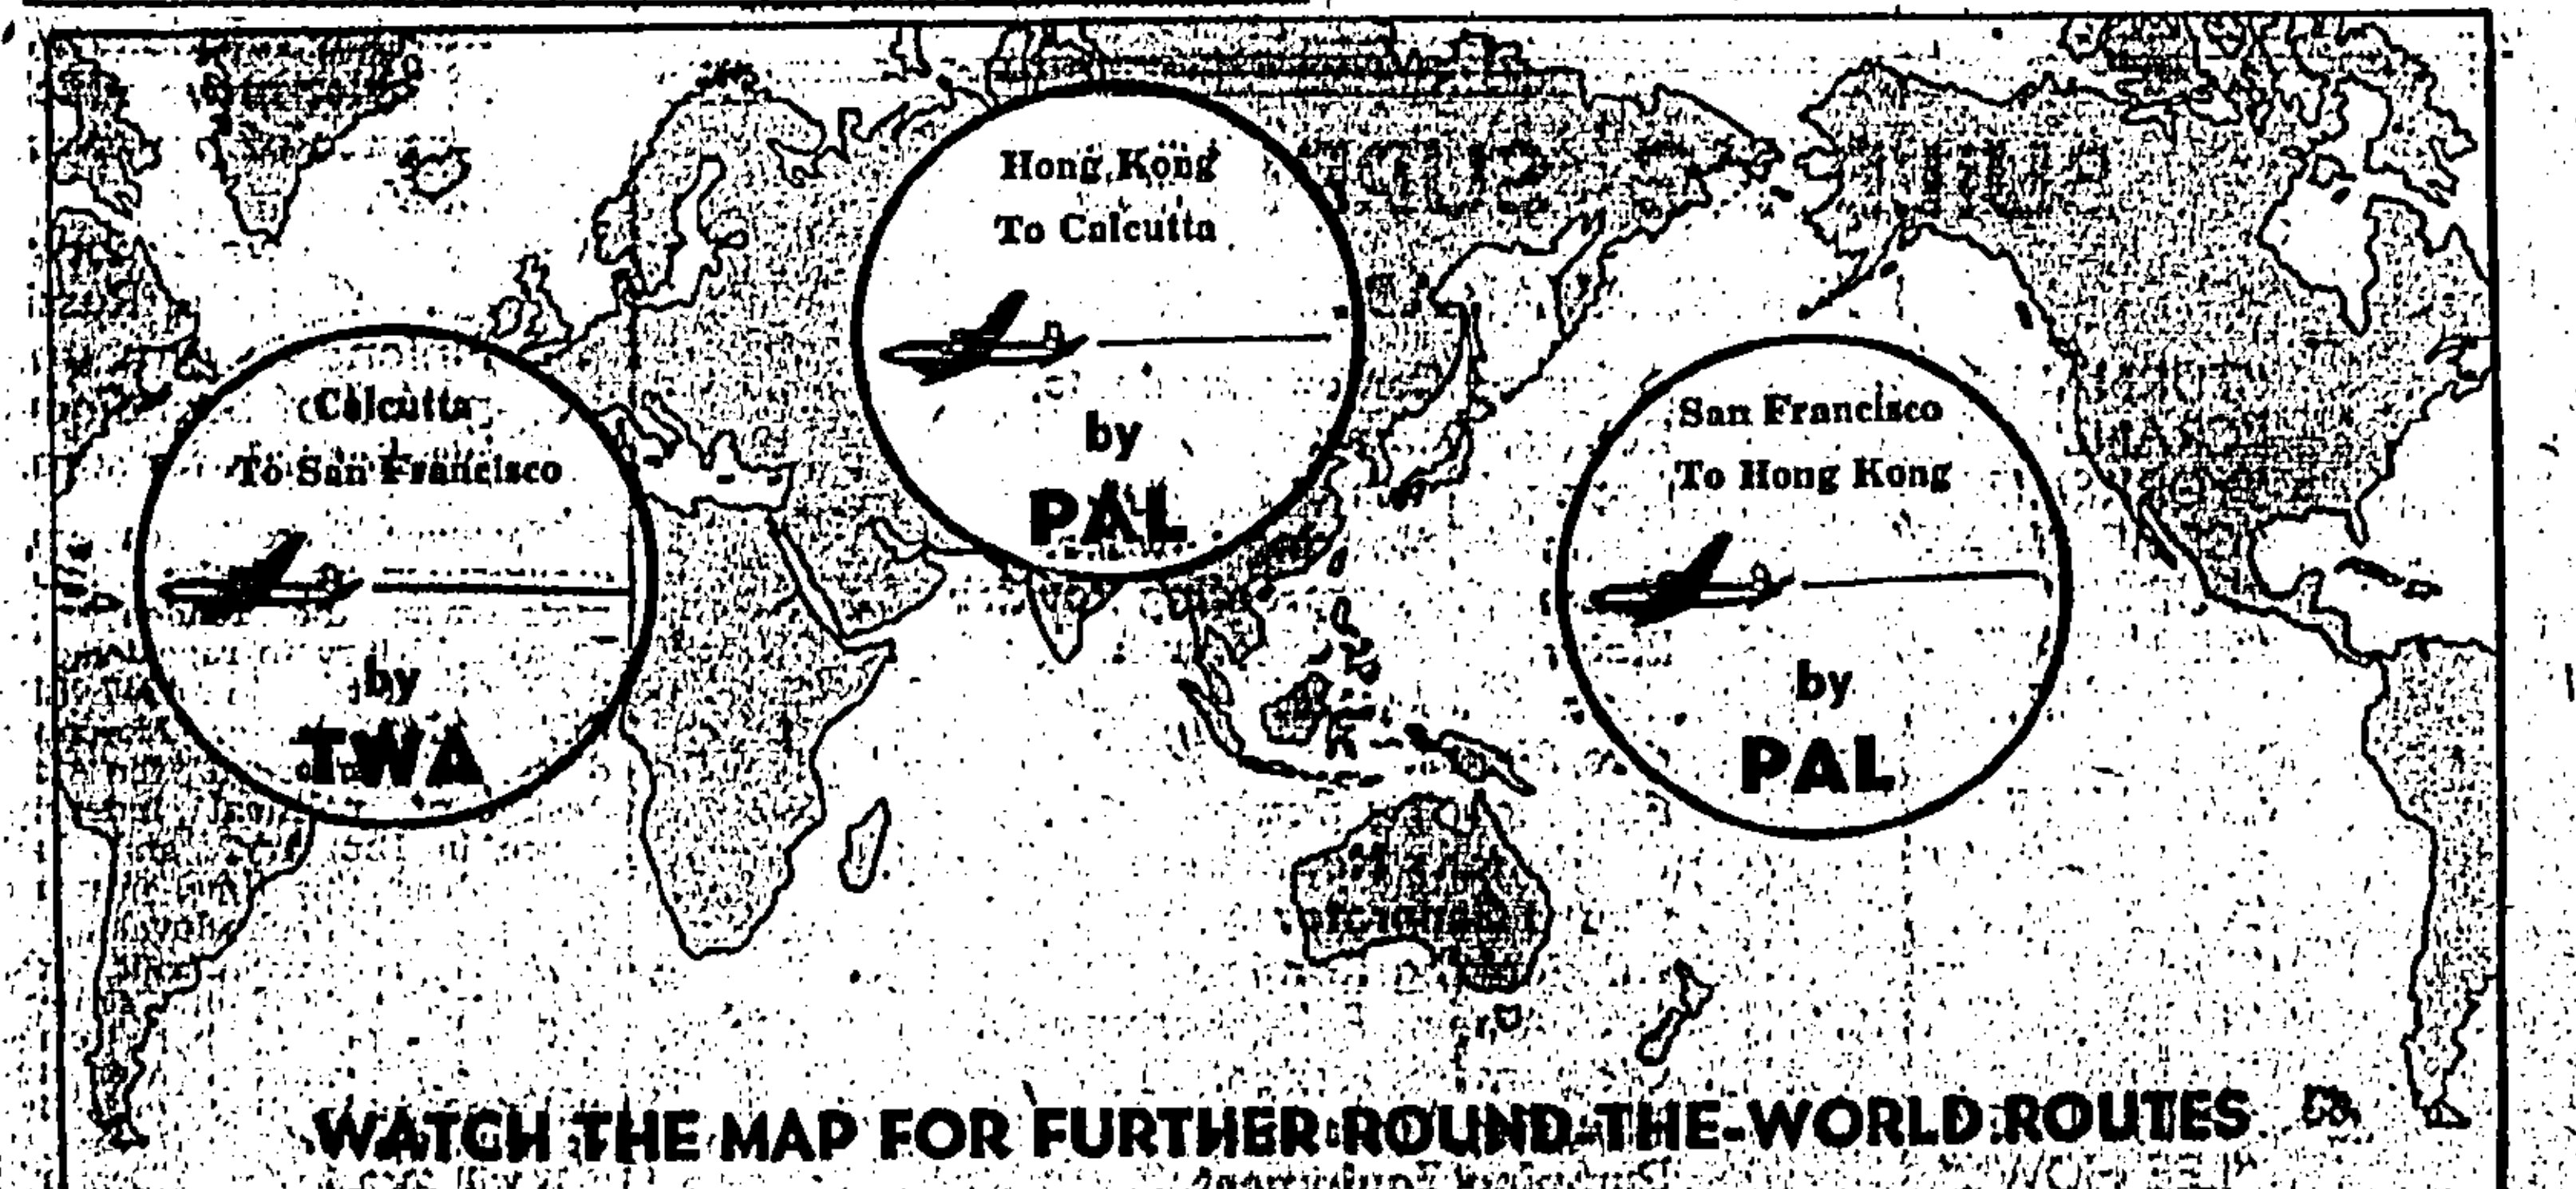 Hong Kong
To Calcutta
by
PAL
Calcutta
To San Francisco
by
TWA
San Francisco
To Hong Kong
by
PAL
WATCH THE MAP FOR FURTHER ROUND-THE-WORLD ROUTES